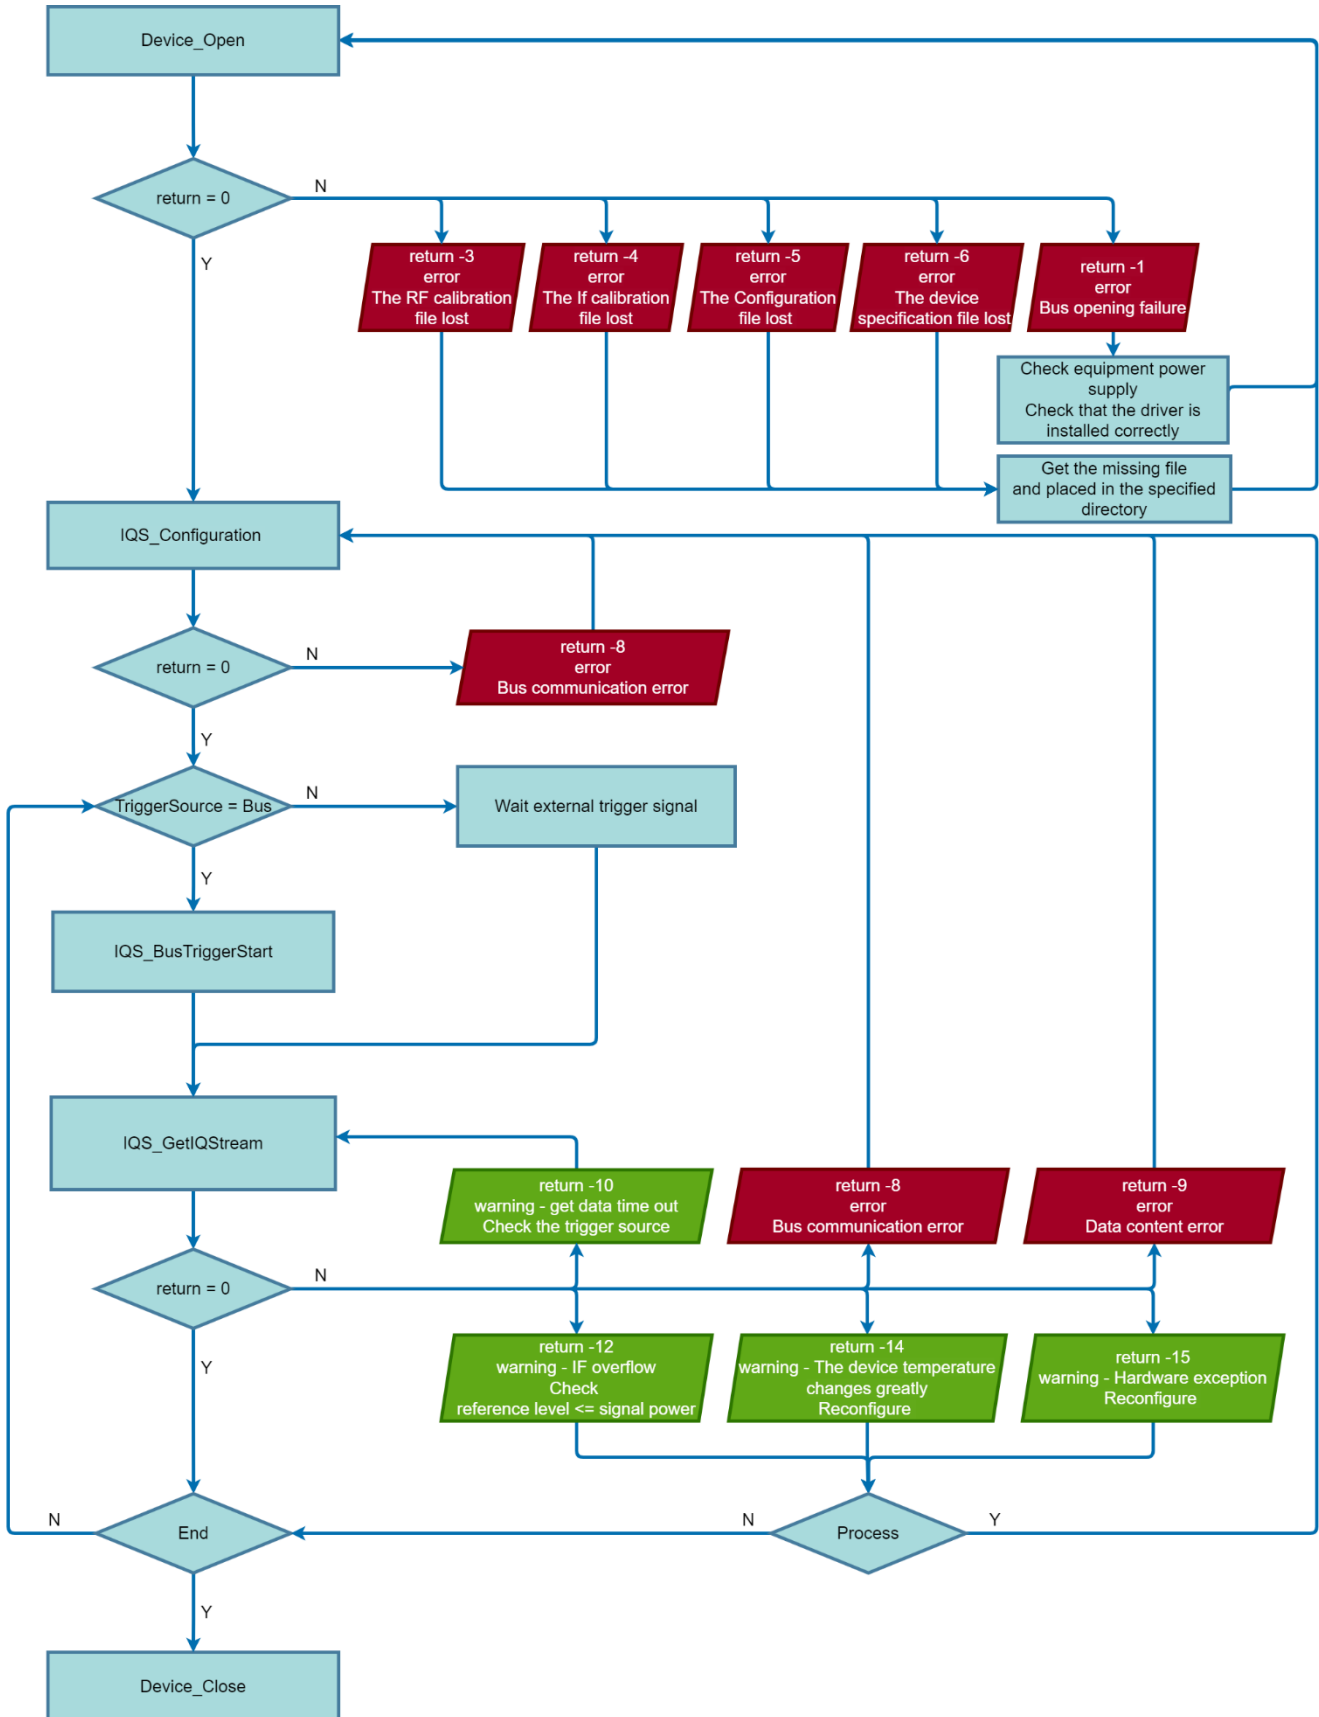 Device_Open
return = 0
N
Y
return -3
error
The RF calibration
file lost
return -4
error
The If calibration
file lost
return -5
error
The Configuration
file lost
return -6
error
The device
specification file lost
return -1
error
Bus opening failure
Check equipment power
supply
Check that the driver is
installed correctly
Get the missing file
and placed in the specified
directory
IQS_Configuration
return = 0
N
Y
return -8
error
Bus communication error
TriggerSource = Bus
N
Y
Wait external trigger signal
IQS_BusTriggerStart
IQS_GetIQStream
return -10
warning - get data time out
Check the trigger source
return -8
error
Bus communication error
return -9
error
Data content error
return = 0
N
Y
return -12
warning - IF overflow
Check
reference level <= signal power
return -14
warning - The device temperature
changes greatly
Reconfigure
return -15
warning - Hardware exception
Reconfigure
N
End
N
Process
Y
Y
Device_Close